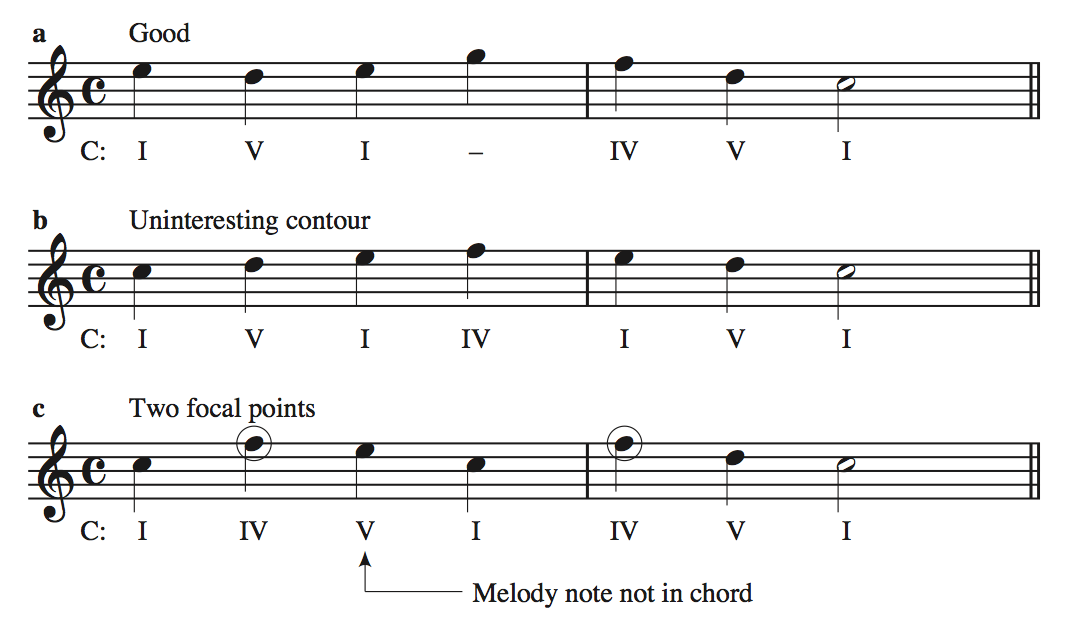 a Good
C: I V I – IV V I
b Uninteresting contour
C: I V I IV I V I
c Two focal points
C: I IV V I IV V I
Melody note not in chord